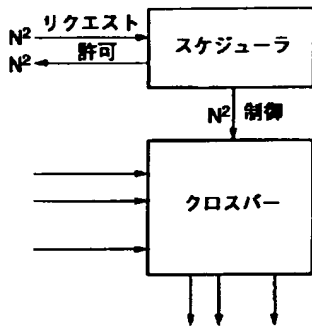 リクエスト
N²
許可
N²
スケジューラ
N² 制御
クロスバー